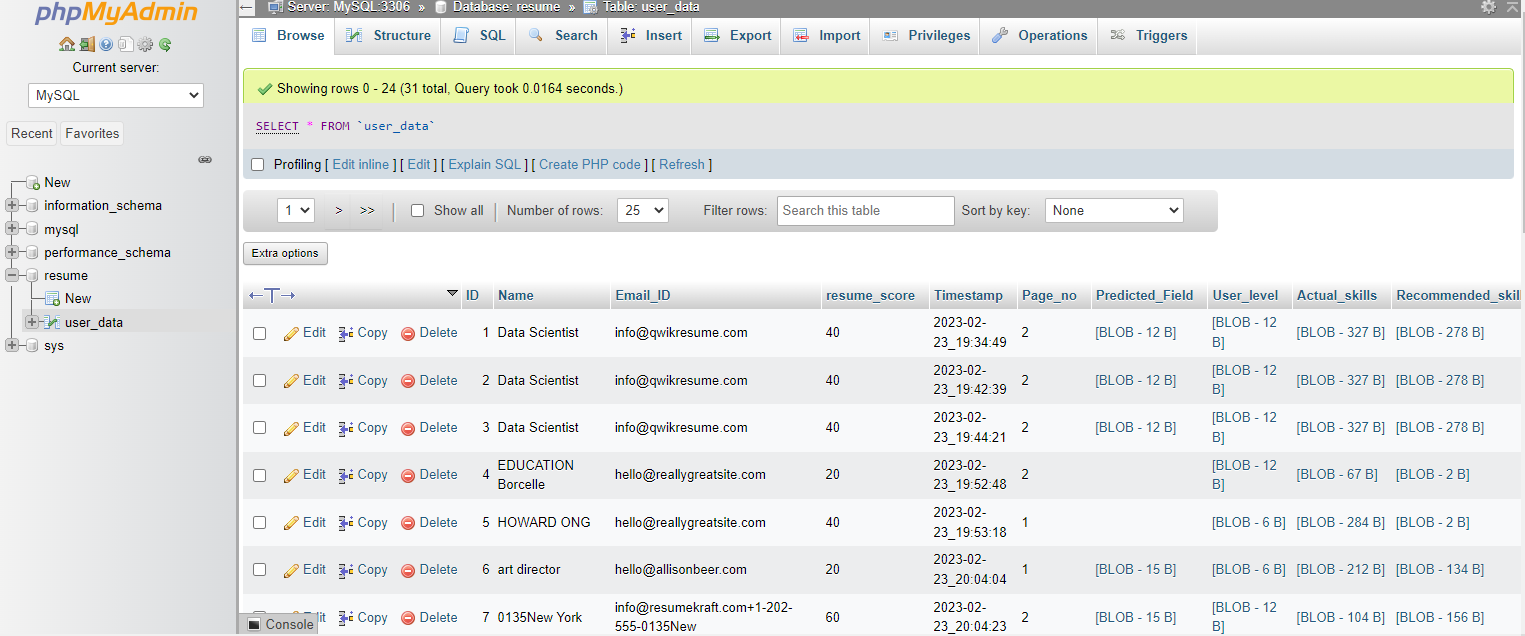 phpMyAdmin
Current server:
MySQL
Recent Favorites
New
information_schema
mysql
performance_schema
resume
New
user_data
sys
Server: MySQL:3306 » Database: resume » Table: user_data
Browse Structure SQL Search Insert Export Import Privileges Operations Triggers
Showing rows 0 - 24 (31 total, Query took 0.0164 seconds.)
SELECT * FROM `user_data`
Profiling [ Edit inline ] [ Edit ] [ Explain SQL ] [ Create PHP code ] [ Refresh ]
1 > >> Show all Number of rows: 25 Filter rows: Search this table Sort by key: None
Extra options
ID Name Email_ID resume_score Timestamp Page_no Predicted_Field User_level Actual_skills Recommended_skil
Edit Copy Delete 1 Data Scientist info@qwikresume.com 40 2023-02-23_19:34:49 2 [BLOB - 12 B] [BLOB - 12 B] [BLOB - 327 B] [BLOB - 278 B]
Edit Copy Delete 2 Data Scientist info@qwikresume.com 40 2023-02-23_19:42:39 2 [BLOB - 12 B] [BLOB - 12 B] [BLOB - 327 B] [BLOB - 278 B]
Edit Copy Delete 3 Data Scientist info@qwikresume.com 40 2023-02-23_19:44:21 2 [BLOB - 12 B] [BLOB - 12 B] [BLOB - 327 B] [BLOB - 278 B]
Edit Copy Delete 4 EDUCATION Borcelle hello@reallygreatsite.com 20 2023-02-23_19:52:48 2 [BLOB - 12 B] [BLOB - 67 B] [BLOB - 2 B]
Edit Copy Delete 5 HOWARD ONG hello@reallygreatsite.com 40 2023-02-23_19:53:18 1 [BLOB - 6 B] [BLOB - 284 B] [BLOB - 2 B]
Edit Copy Delete 6 art director hello@allisonbeer.com 20 2023-02-23_20:04:04 1 [BLOB - 15 B] [BLOB - 6 B] [BLOB - 212 B] [BLOB - 134 B]
Copy Delete 7 0135New York info@resumekraft.com+1-202-555-0135New 60 2023-02-23_20:04:23 2 [BLOB - 15 B] [BLOB - 12 B] [BLOB - 104 B] [BLOB - 156 B]
Console